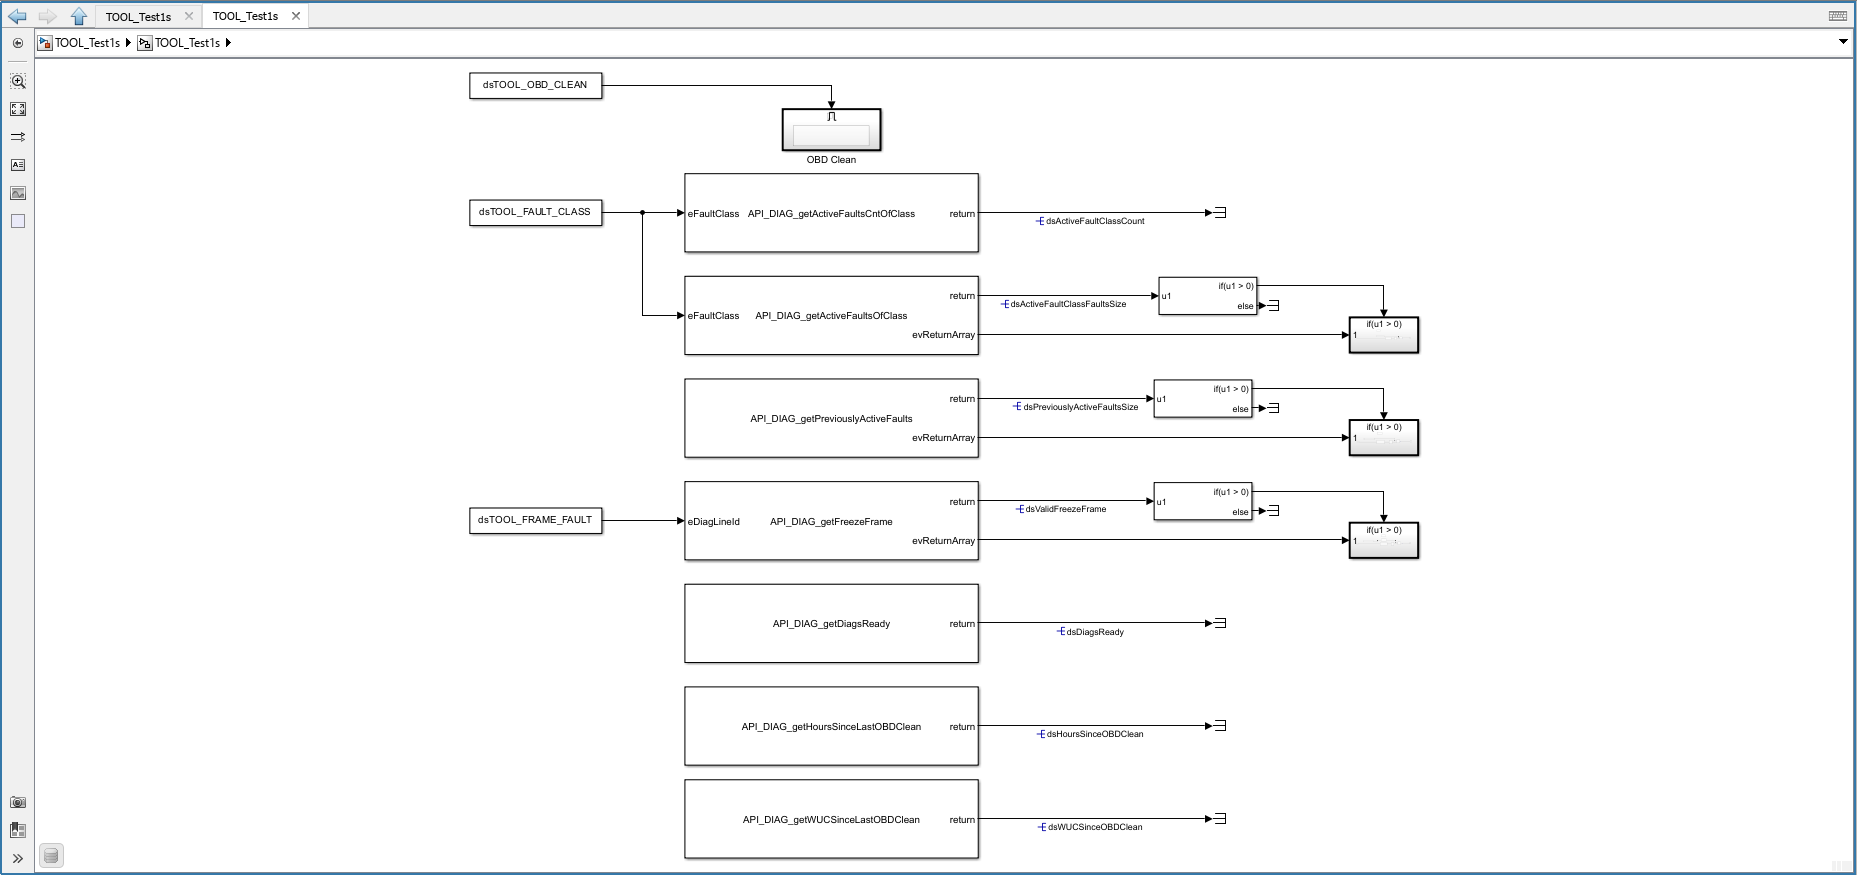 TOOL_Test1s
TOOL_Test1s
TOOL_Test1s
TOOL_Test1s
dsTOOL_OBD_CLEAN
OBD Clean
dsTOOL_FAULT_CLASS
eFaultClass API_DIAG_getActiveFaultsCntOfClass return
dsActiveFaultClassCount
return
dsActiveFaultClassFaultsSize
u1
if(u1 > 0)
else
eFaultClass API_DIAG_getActiveFaultsOfClass
evReturnArray
if(u1 > 0)
1
return
dsPreviouslyActiveFaultsSize
u1
if(u1 > 0)
else
API_DIAG_getPreviouslyActiveFaults
evReturnArray
if(u1 > 0)
1
dsTOOL_FRAME_FAULT
return
dsValidFreezeFrame
u1
if(u1 > 0)
else
eDiagLineId API_DIAG_getFreezeFrame
evReturnArray
if(u1 > 0)
1
API_DIAG_getDiagsReady return
dsDiagsReady
API_DIAG_getHoursSinceLastOBDClean return
dsHoursSinceOBDClean
API_DIAG_getWUCSinceLastOBDClean return
dsWUCSinceOBDClean